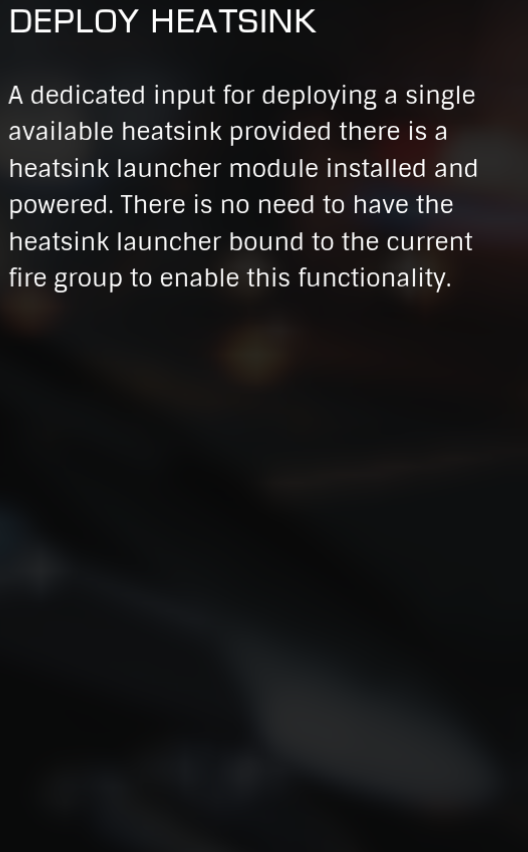 DEPLOY HEATSINK
A dedicated input for deploying a single
available heatsink provided there is a
heatsink launcher module installed and
powered. There is no need to have the
heatsink launcher bound to the current
fire group to enable this functionality.